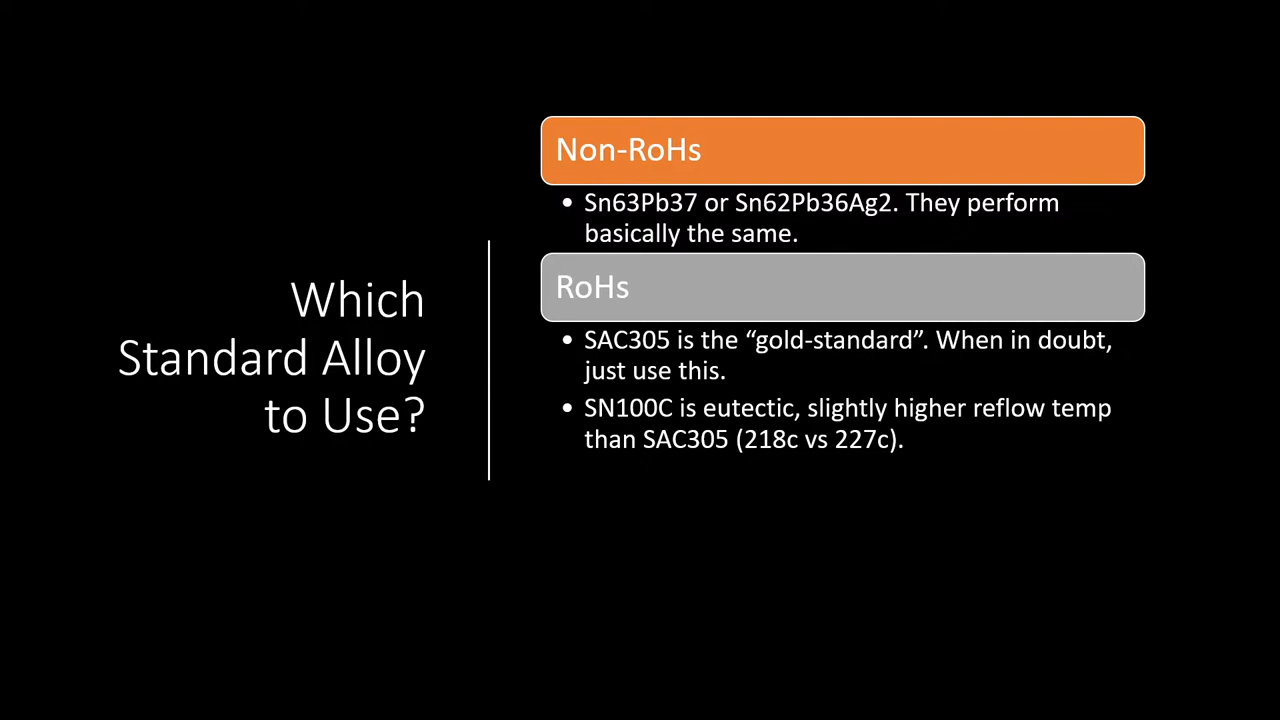 Which
Standard Alloy
to Use?
Non-RoHs
• Sn63Pb37 or Sn62Pb36Ag2. They perform
basically the same.
RoHs
• SAC305 is the “gold-standard”. When in doubt,
just use this.
• SN100C is eutectic, slightly higher reflow temp
than SAC305 (218c vs 227c).